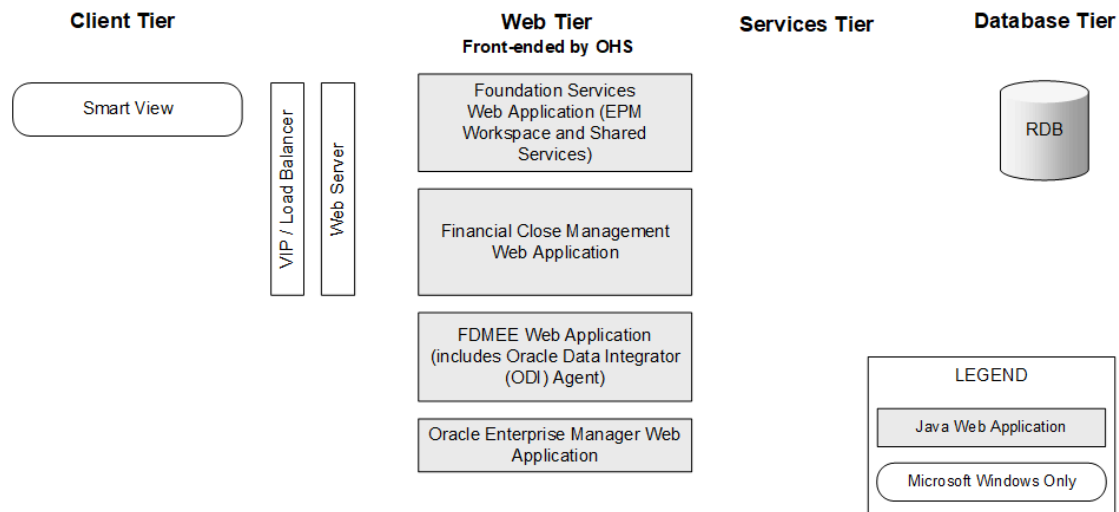 Client Tier
Web Tier
Front-ended by OHS
Services Tier
Database Tier
Smart View
VIP / Load Balancer
Web Server
Foundation Services
Web Application (EPM
Workspace and Shared
Services)
RDB
Financial Close Management
Web Application
FDMEE Web Application
(includes Oracle Data Integrator
(ODI) Agent)
Oracle Enterprise Manager Web
Application
LEGEND
Java Web Application
Microsoft Windows Only